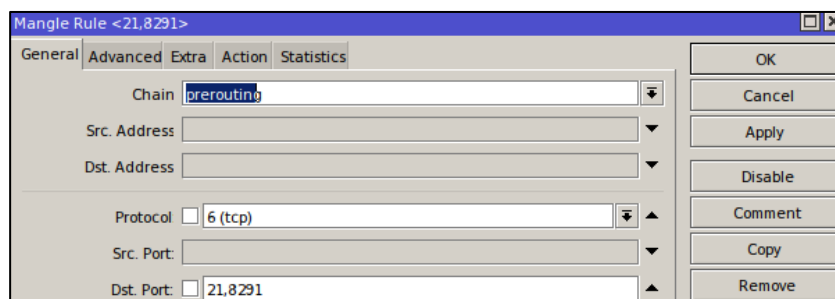 Mangle Rule <21,8291>
General Advanced Extra Action Statistics
OK
Chain prerouting
Cancel
Src. Address
Apply
Dst. Address
Disable
Protocol 6 (tcp)
Comment
Src. Port:
Copy
Dst. Port: 21,8291
Remove